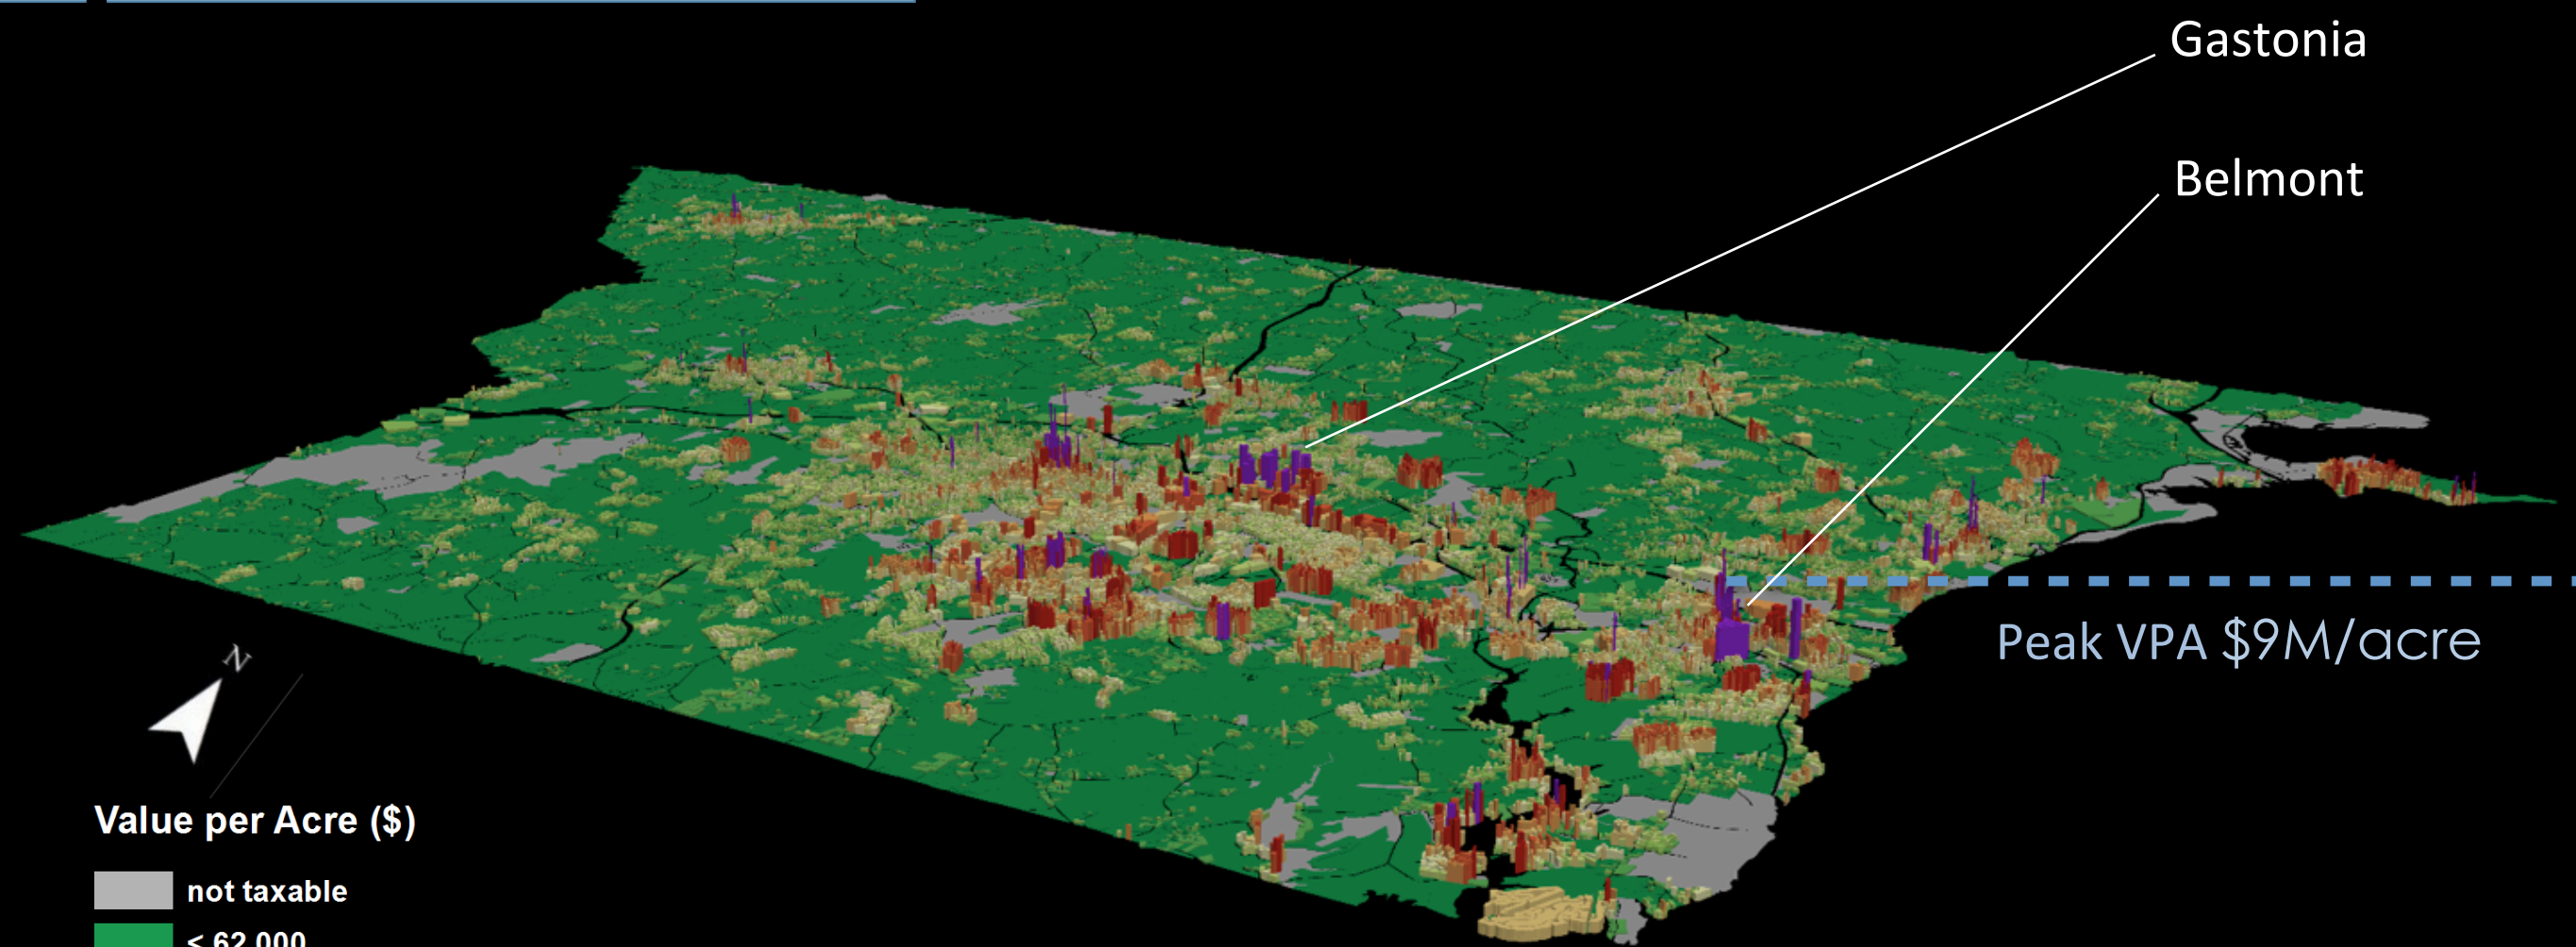 Gastonia
Belmont
Peak VPA $9M/acre
N
Value per Acre ($)
not taxable
< 62,000